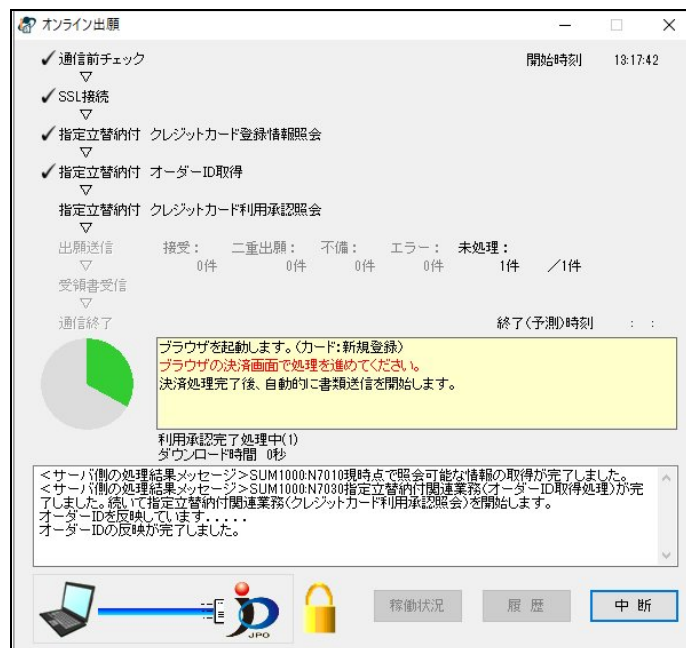 オンライン出願
✓通信前チェック 開始時刻 13:17:42
▽
✓SSL接続
▽
✓指定立替納付 クレジットカード登録情報照会
▽
✓指定立替納付 オーダーID取得
▽
指定立替納付 クレジットカード利用承認照会
▽
出願送信 接受： 二重出願： 不備： エラー： 未処理：
▽ 0件 0件 0件 0件 1件 ／1件
受領書受信
▽
通信終了 終了(予測)時刻 : :
ブラウザを起動します。(カード:新規登録)
ブラウザの決済画面で処理を進めてください。
決済処理完了後、自動的に書類送信を開始します。
利用承認完了処理中(1)
ダウンロード時間 0秒
＜サーバ側の処理結果メッセージ＞SUM1000:N7010現時点で照会可能な情報の取得が完了しました。
＜サーバ側の処理結果メッセージ＞SUM1000:N7030指定立替納付関連業務(オーダーID取得処理)が完
了しました。続いて指定立替納付関連業務(クレジットカード利用承認照会)を開始します。
オーダーIDを反映しています.....
オーダーIDの反映が完了しました。
JPO
稼働状況 履 歴 中 断